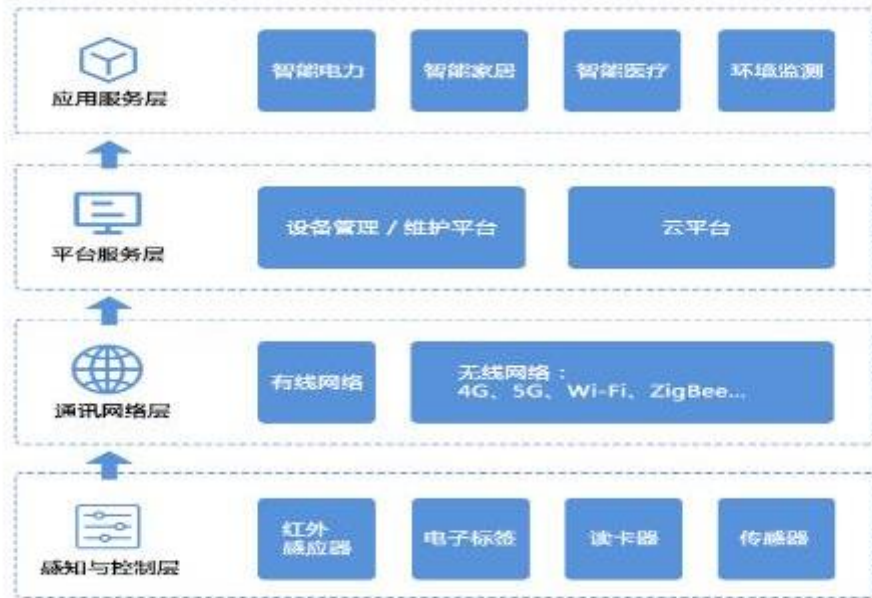 应用服务层
智能电力
智能家居
智能医疗
环境监测
平台服务层
设备管理 / 维护平台
云平台
通讯网络层
有线网络
无线网络：
4G、5G、Wi-Fi、ZigBee...
感知与控制层
红外
感应器
电子标签
读卡器
传感器